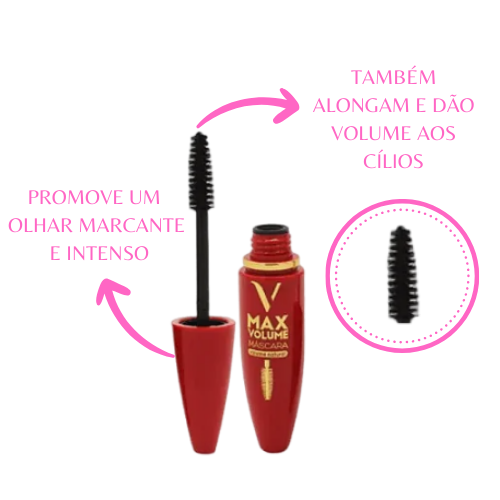 TAMBÉM
ALONGAM E DÃO
VOLUME AOS
CÍLIOS
PROMOVE UM
OLHAR MARCANTE
E INTENSO
V
MAX
VOLUME
MÁSCARA